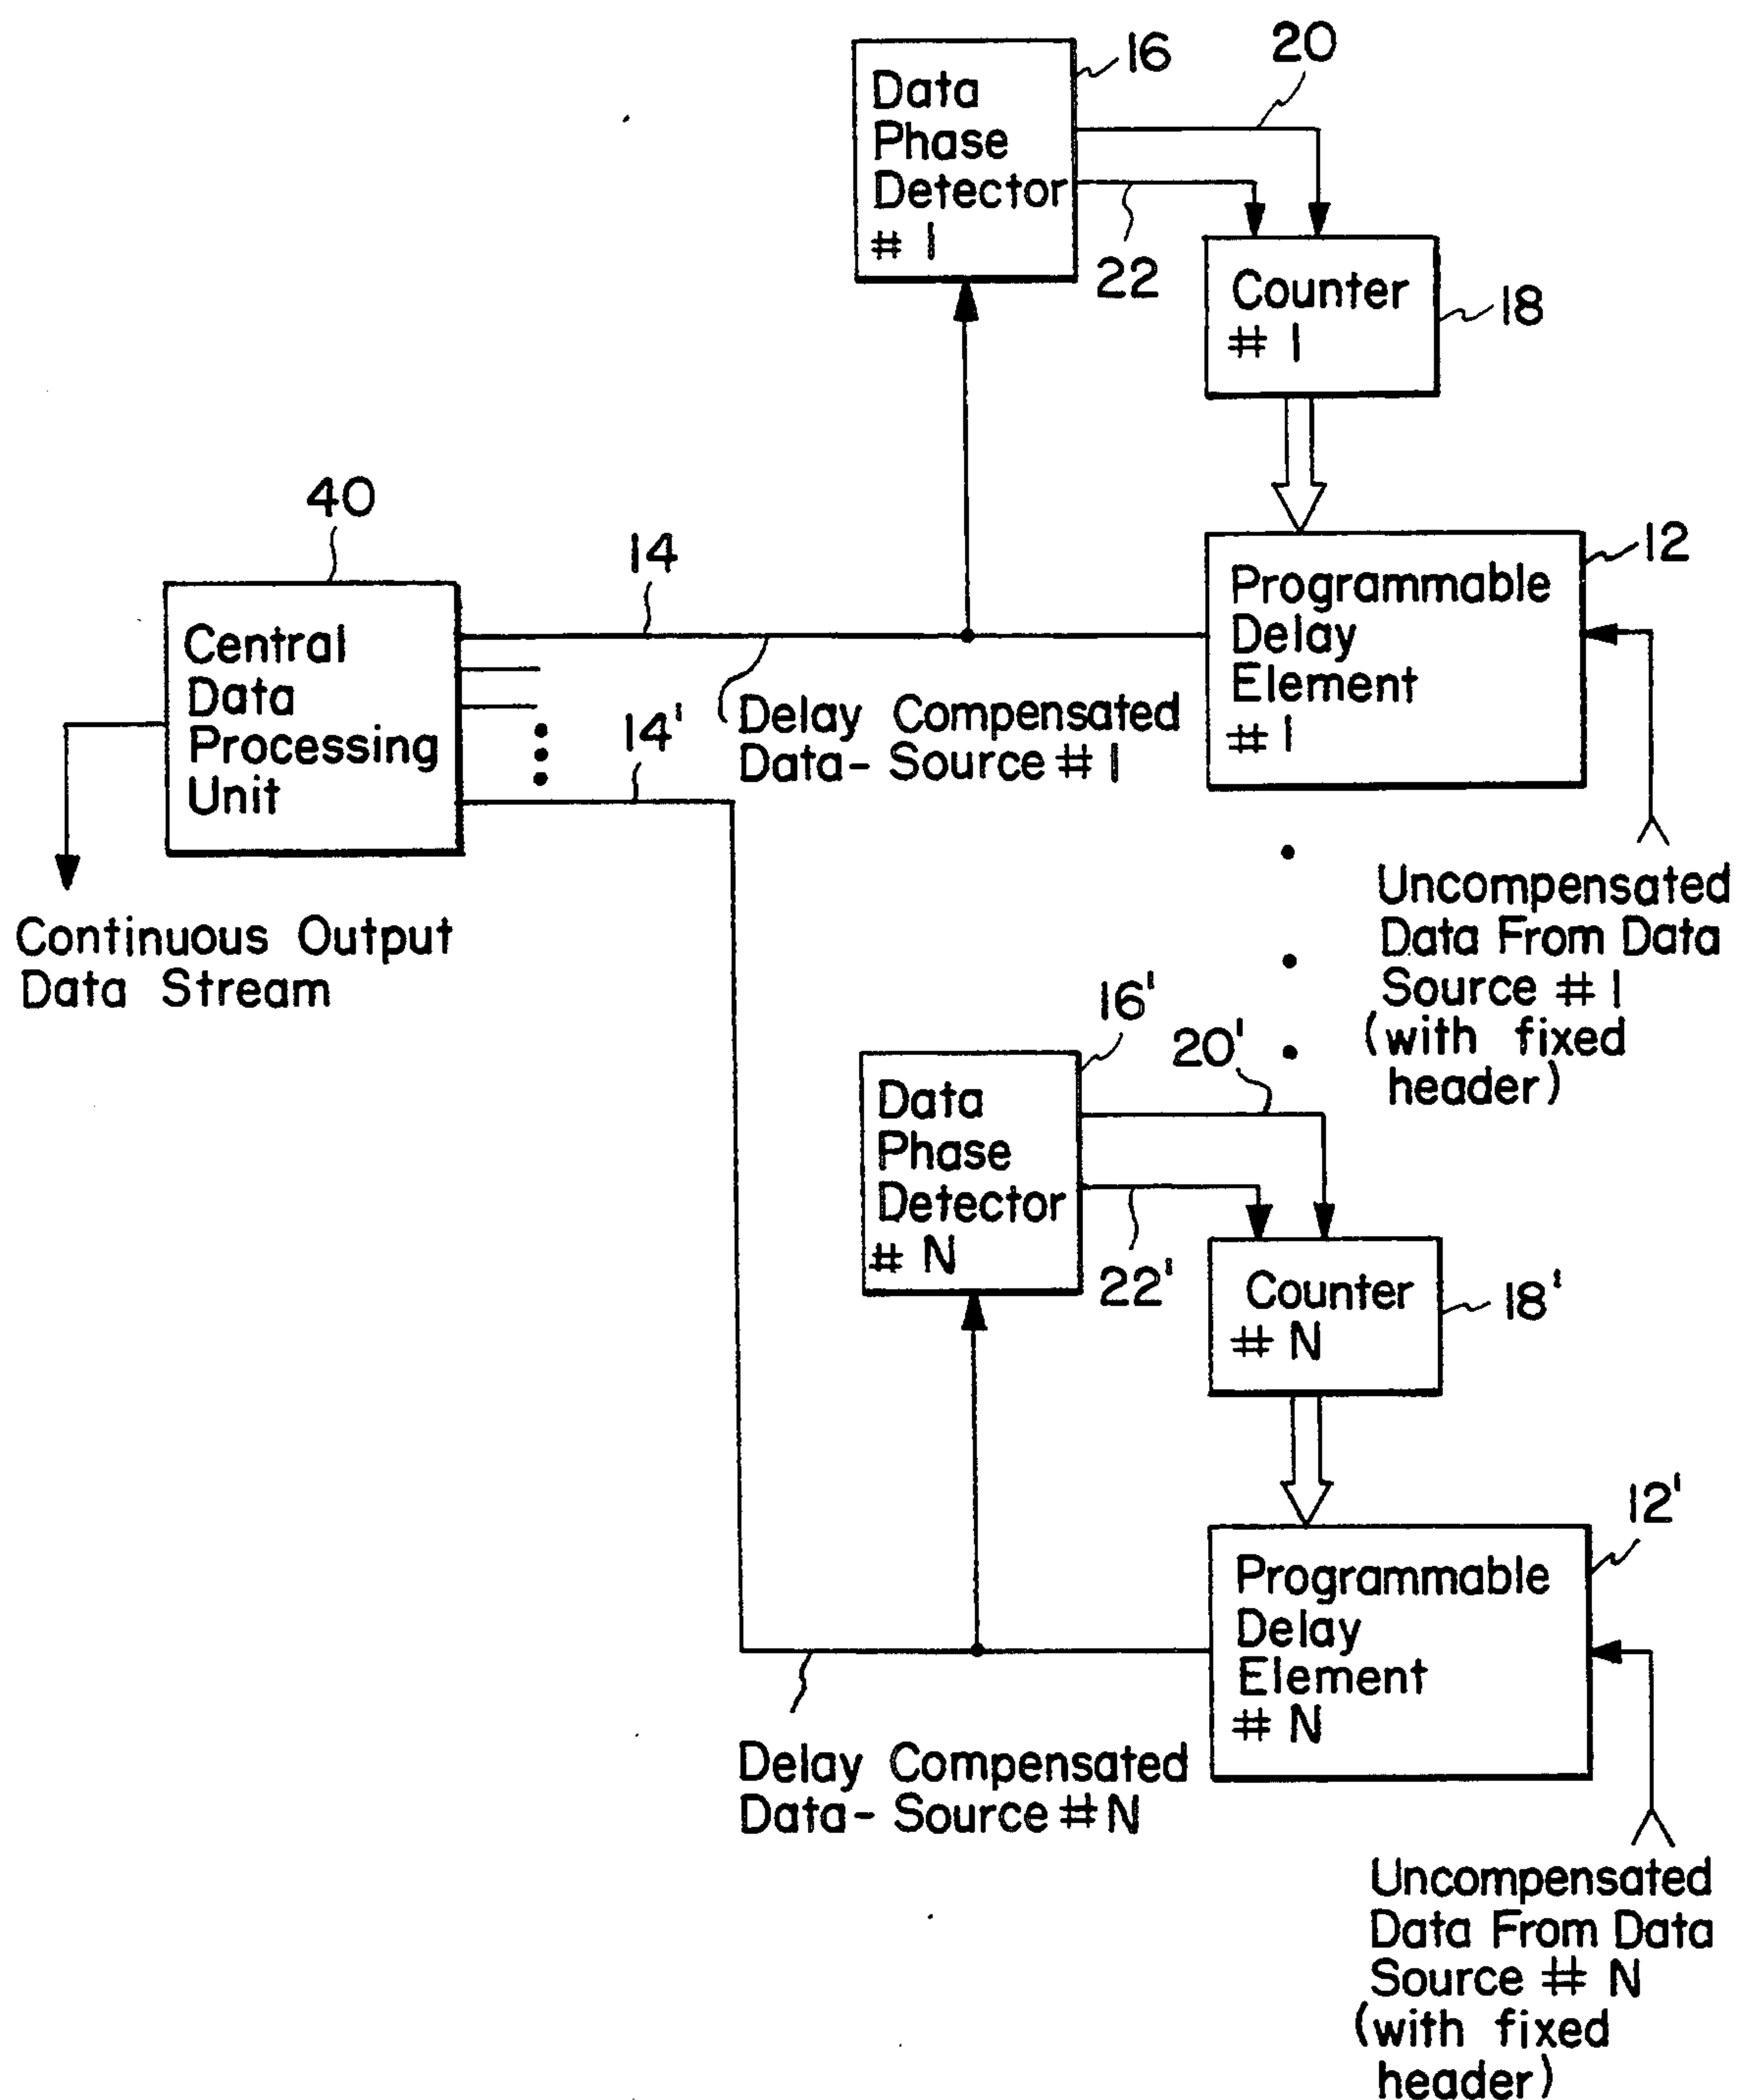 16
20
Data
Phase
Detector
# 1
22
Counter
# 1
18
40
14
12
Central
Data
Processing
Unit
Programmable
Delay
Element
# 1
14'
Delay Compensated
Data- Source # 1
Continuous Output
Data Stream
Uncompensated
Data From Data
Source # 1
(with fixed
header)
16'
20'
Data
Phase
Detector
# N
22'
Counter
# N
18'
12'
Programmable
Delay
Element
# N
Delay Compensated
Data- Source # N
Uncompensated
Data From Data
Source # N
(with fixed
header)